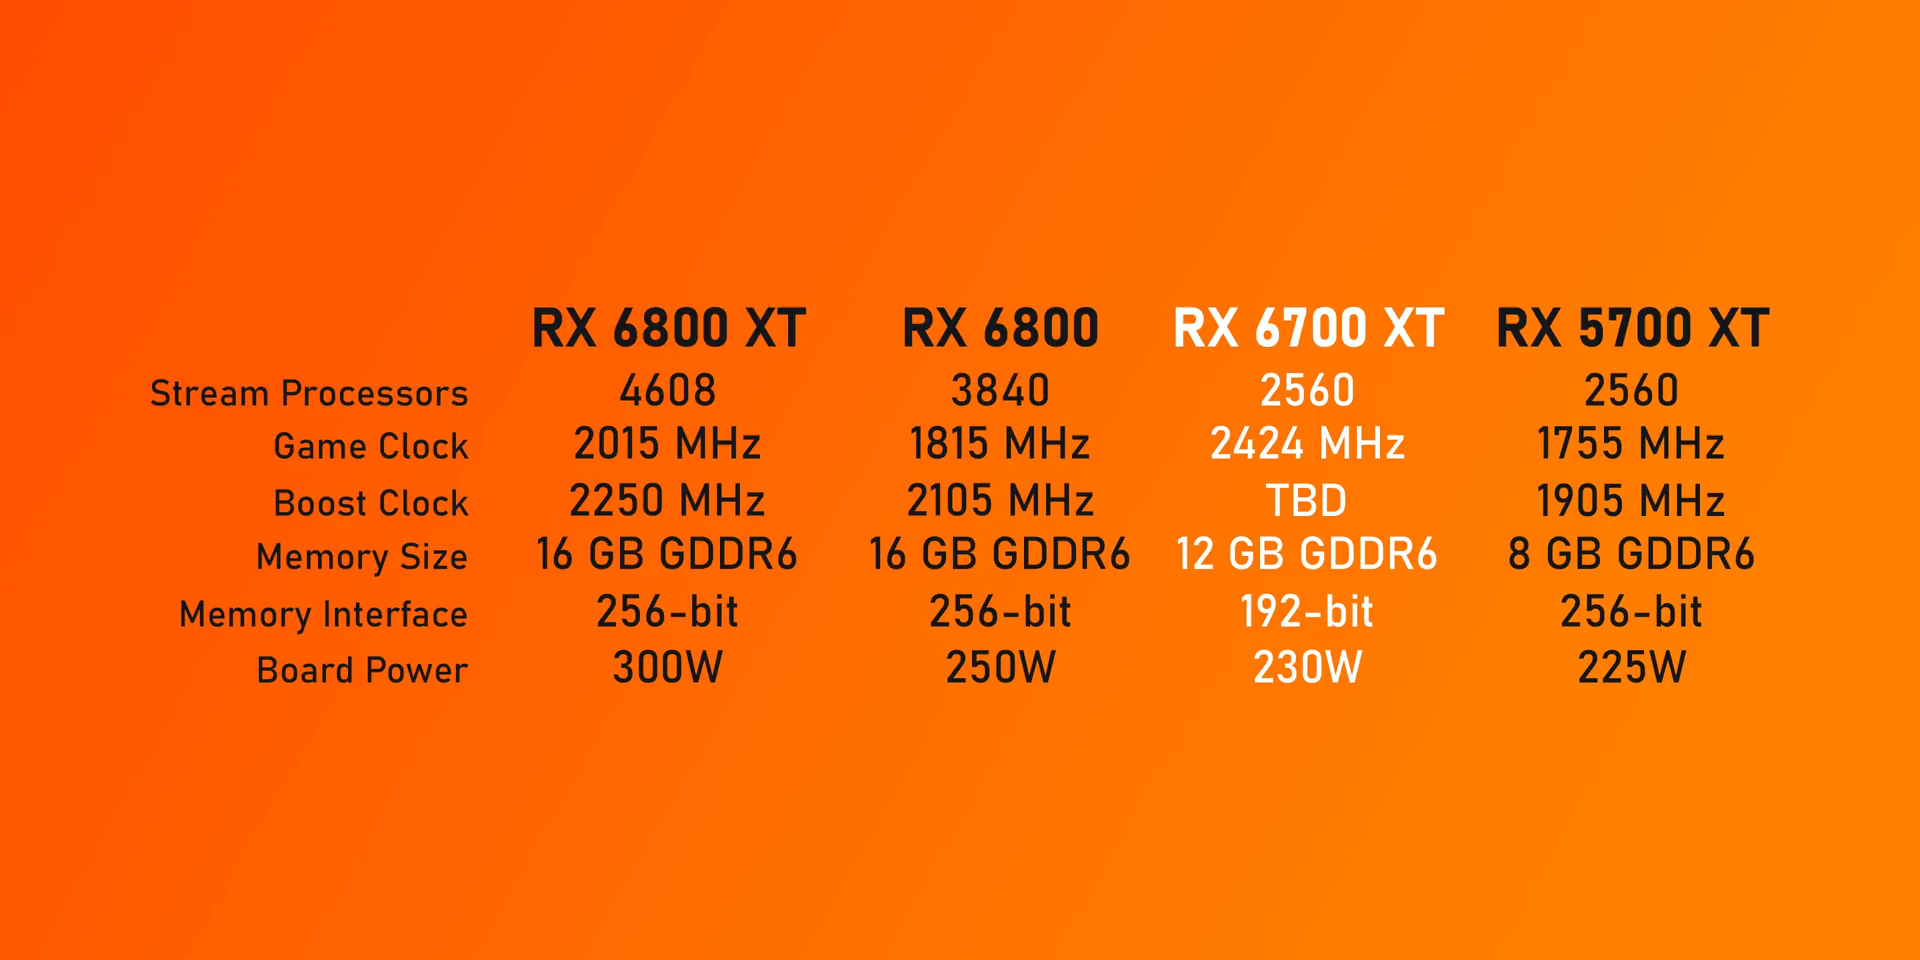 RX 6800 XT RX 6800 RX 6700 XT RX 5700 XT
Stream Processors 4608 3840 2560 2560
Game Clock 2015 MHz 1815 MHz 2424 MHz 1755 MHz
Boost Clock 2250 MHz 2105 MHz TBD 1905 MHz
Memory Size 16 GB GDDR6 16 GB GDDR6 12 GB GDDR6 8 GB GDDR6
Memory Interface 256-bit 256-bit 192-bit 256-bit
Board Power 300W 250W 230W 225W